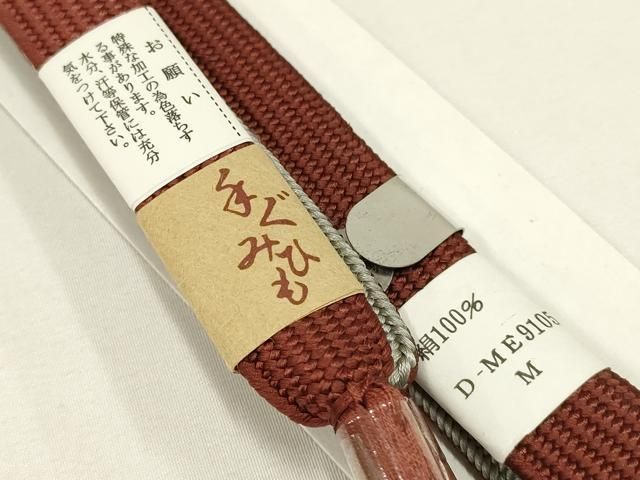 お願い
特殊な加工の為色落ちす
る事があります。
水分、汗等保管には充分
気をつけて下さい。
手ぐみひも
絹100%
D-ME9105
M